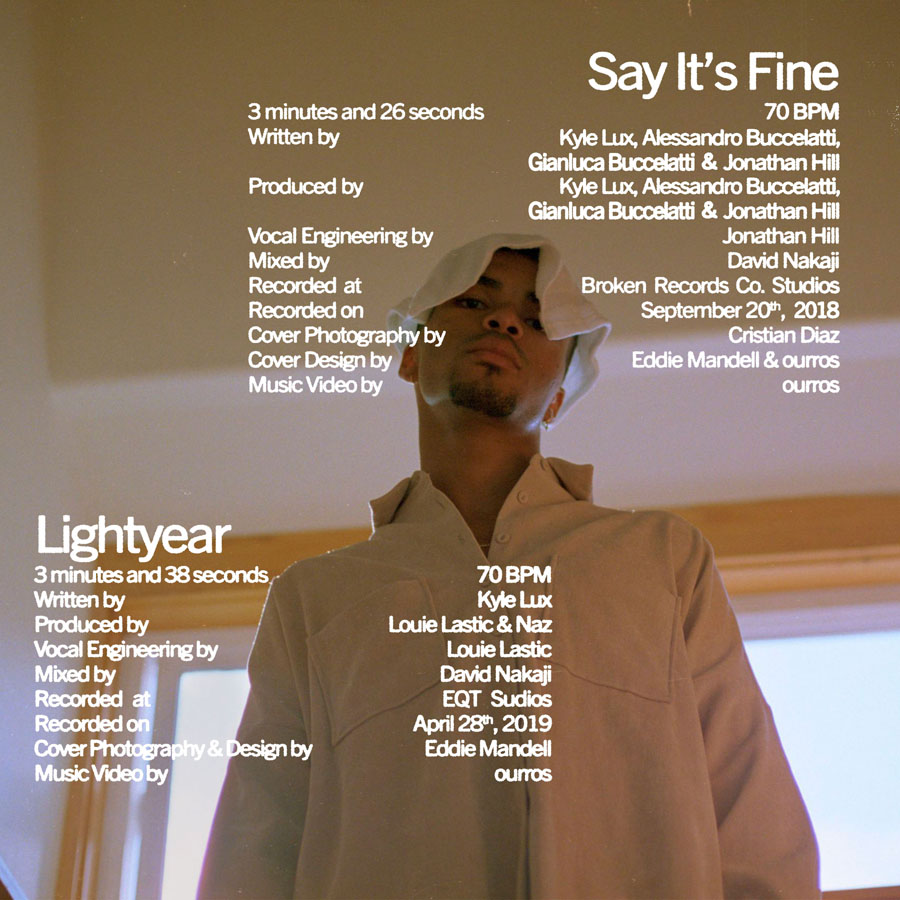 Say It's Fine
3 minutes and 26 seconds 70 BPM
Written by Kyle Lux, Alessandro Buccelatti,
Gianluca Buccelatti & Jonathan Hill
Produced by Kyle Lux, Alessandro Buccelatti,
Gianluca Buccelatti & Jonathan Hill
Vocal Engineering by Jonathan Hill
Mixed by David Nakaji
Recorded at Broken Records Co. Studios
Recorded on September 20th, 2018
Cover Photography by Cristian Diaz
Cover Design by Eddie Mandell & ourros
Music Video by ourros
Lightyear
3 minutes and 38 seconds 70 BPM
Written by Kyle Lux
Produced by Louie Lastic & Naz
Vocal Engineering by Louie Lastic
Mixed by David Nakaji
Recorded at EQT Sudios
Recorded on April 28th, 2019
Cover Photography & Design by Eddie Mandell
Music Video by ourros